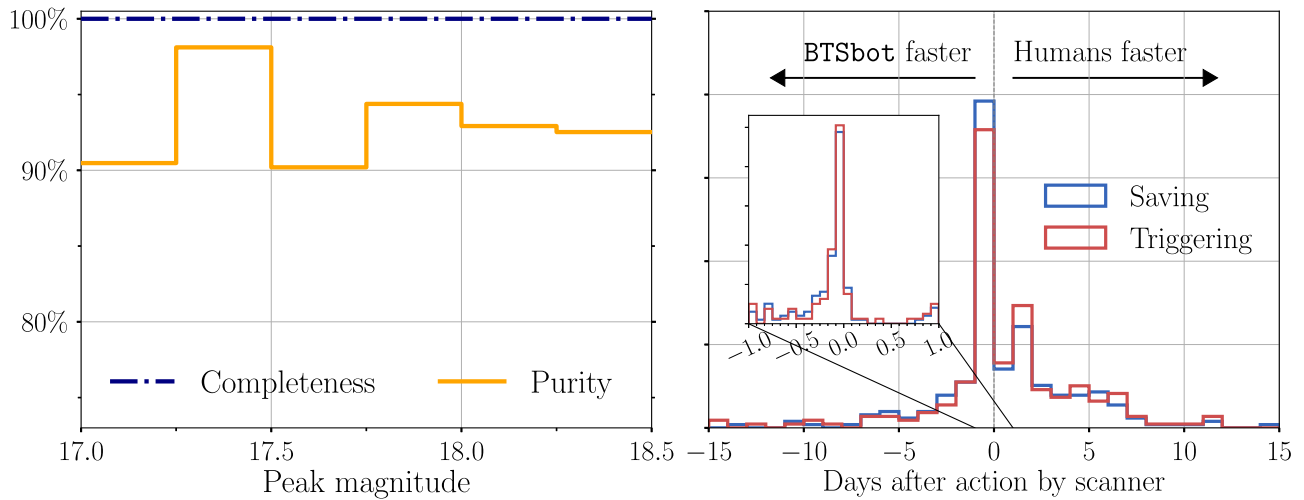 100%
90%
80%
Completeness
Purity
17.0
17.5
18.0
18.5
Peak magnitude
BTSbot faster
Humans faster
Saving
Triggering
−1.0
−0.5
0.0
0.5
1.0
−15
−10
−5
0
5
10
15
Days after action by scanner